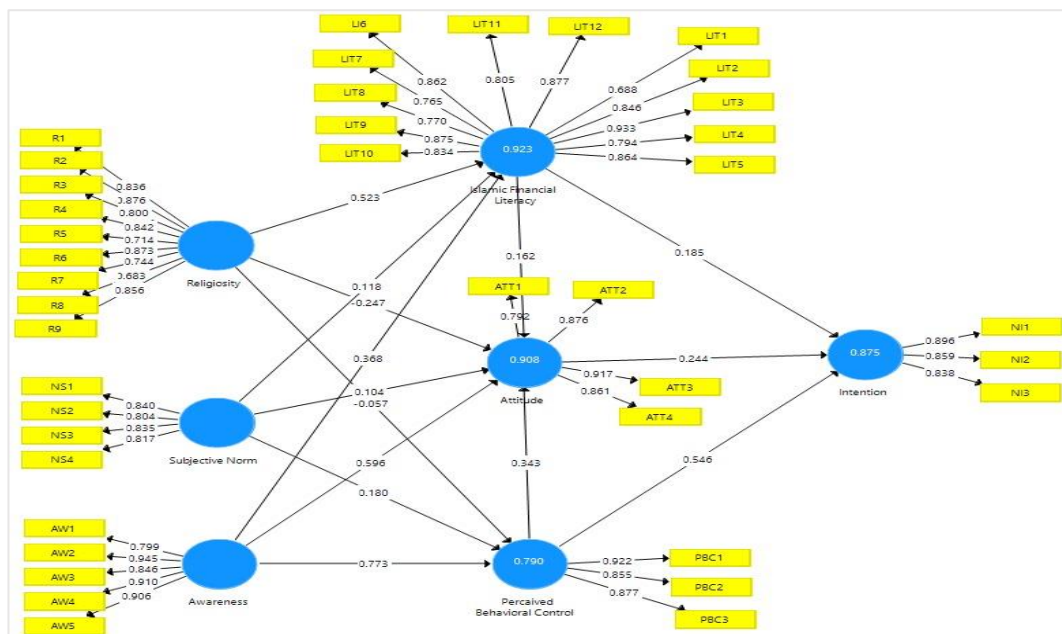 LI6
LIT11
LIT12
LIT1
LIT7
LIT2
LIT8
LIT3
LIT9
LIT4
LIT10
LIT5
0.862
0.805
0.877
0.688
0.765
0.846
0.770
0.933
0.875
0.794
0.834
0.864
0.923
Islamic Financial
Literacy
R1
R2
R3
R4
R5
R6
R7
R8
R9
0.836
0.876
0.800
0.842
0.714
0.873
0.744
0.683
0.856
Religiosity
0.523
0.118
-0.247
0.162
0.185
0.368
ATT1
ATT2
0.792
0.876
0.908
Attitude
0.917
ATT3
0.861
ATT4
0.244
0.875
Intention
0.896
NI1
0.859
NI2
0.838
NI3
NS1
NS2
NS3
NS4
0.840
0.804
0.835
0.817
Subjective Norm
0.104
-0.057
0.596
0.180
0.343
0.546
AW1
AW2
AW3
AW4
AW5
0.799
0.945
0.846
0.910
0.906
Awareness
0.773
0.790
Perceived
Behavioral Control
0.922
PBC1
0.855
PBC2
0.877
PBC3